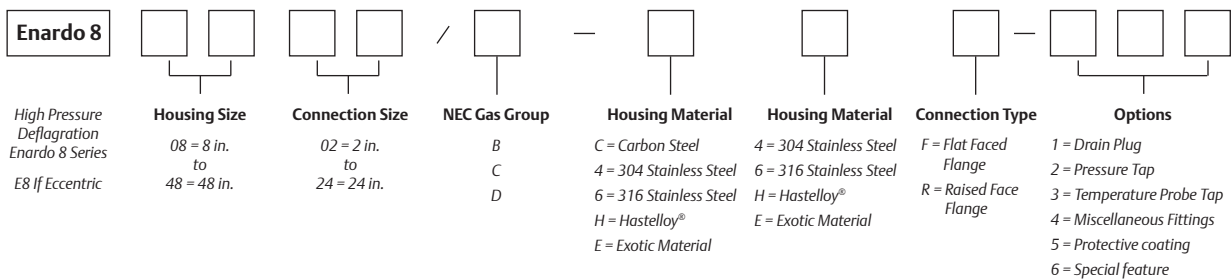 Enardo 8 / — —
High Pressure
Deflagration
Enardo 8 Series
E8 If Eccentric
Housing Size
08 = 8 in.
to
48 = 48 in.
Connection Size
02 = 2 in.
to
24 = 24 in.
NEC Gas Group
B
C
D
Housing Material
C = Carbon Steel
4 = 304 Stainless Steel
6 = 316 Stainless Steel
H = Hastelloy®
E = Exotic Material
Housing Material
4 = 304 Stainless Steel
6 = 316 Stainless Steel
H = Hastelloy®
E = Exotic Material
Connection Type
F = Flat Faced
Flange
R = Raised Face
Flange
Options
1 = Drain Plug
2 = Pressure Tap
3 = Temperature Probe Tap
4 = Miscellaneous Fittings
5 = Protective coating
6 = Special feature